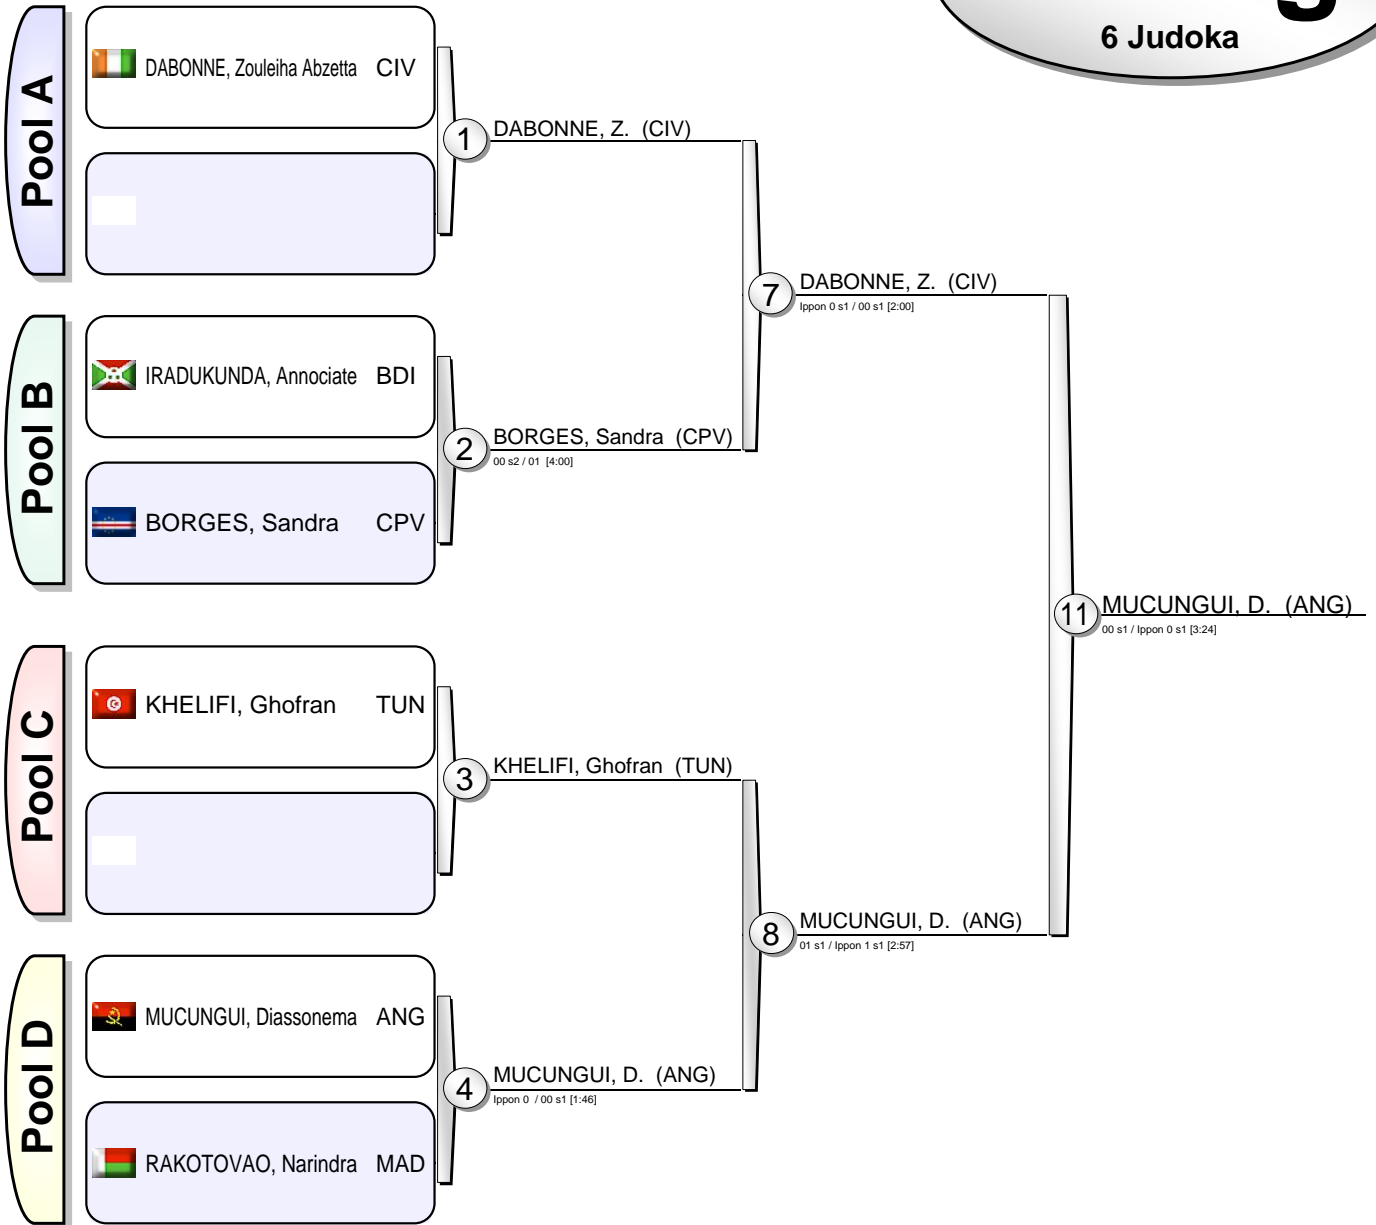 6 Judoka
Pool A
DABONNE, Zouleiha Abzetta CIV
1
DABONNE, Z. (CIV)
7
DABONNE, Z. (CIV)
Ippon 0 s1 / 00 s1 [2:00]
Pool B
IRADUKUNDA, Annociate BDI
2
BORGES, Sandra (CPV)
00 s2 / 01 [4:00]
BORGES, Sandra CPV
11
MUCUNGUI, D. (ANG)
00 s1 / Ippon 0 s1 [3:24]
Pool C
KHELIFI, Ghofran TUN
3
KHELIFI, Ghofran (TUN)
8
MUCUNGUI, D. (ANG)
01 s1 / Ippon 1 s1 [2:57]
Pool D
MUCUNGUI, Diassonema ANG
4
MUCUNGUI, D. (ANG)
Ippon 0 / 00 s1 [1:46]
RAKOTOVAO, Narindra MAD